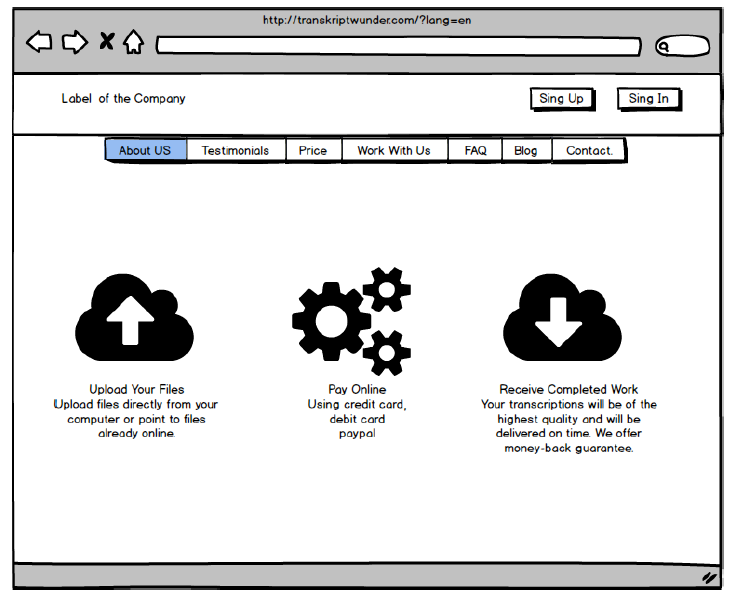 http://transkriptwunder.com/?lang=en
Label of the Company
Sing Up
Sing In
About US
Testimonials
Price
Work With Us
FAQ
Blog
Contact.
Upload Your Files
Upload files directly from your
computer or point to files
already online.
Pay Online
Using credit card,
debit card
paypal
Receive Completed Work
Your transcriptions will be of the
highest quality and will be
delivered on time. We offer
money-back guarantee.